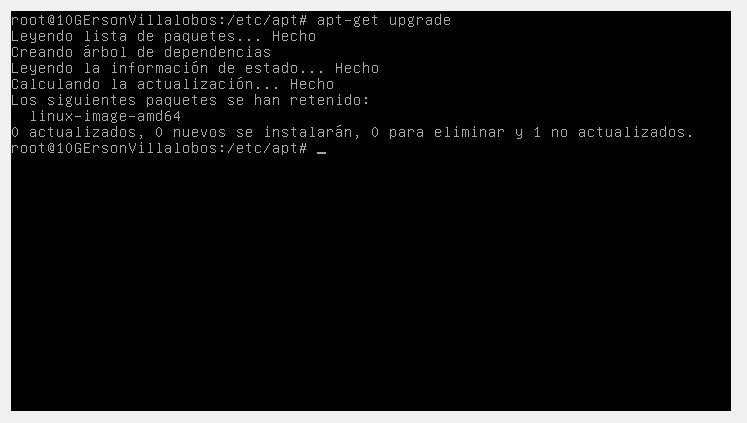 root@10GErsonVillalobos:/etc/apt# apt-get upgrade
Leyendo lista de paquetes... Hecho
Creando árbol de dependencias
Leyendo la información de estado... Hecho
Calculando la actualización... Hecho
Los siguientes paquetes se han retenido:
  linux-image-amd64
0 actualizados, 0 nuevos se instalarán, 0 para eliminar y 1 no actualizados.
root@10GErsonVillalobos:/etc/apt# _